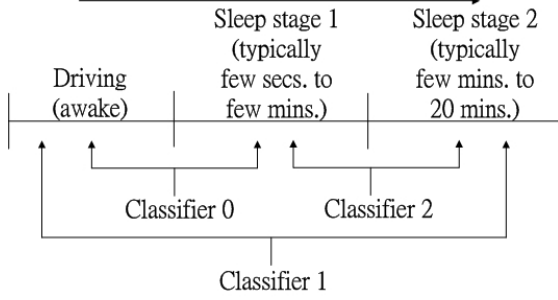 Driving
(awake)
Sleep stage 1
(typically
few secs. to
few mins.)
Sleep stage 2
(typically
few mins. to
20 mins.)
Classifier 0
Classifier 2
Classifier 1